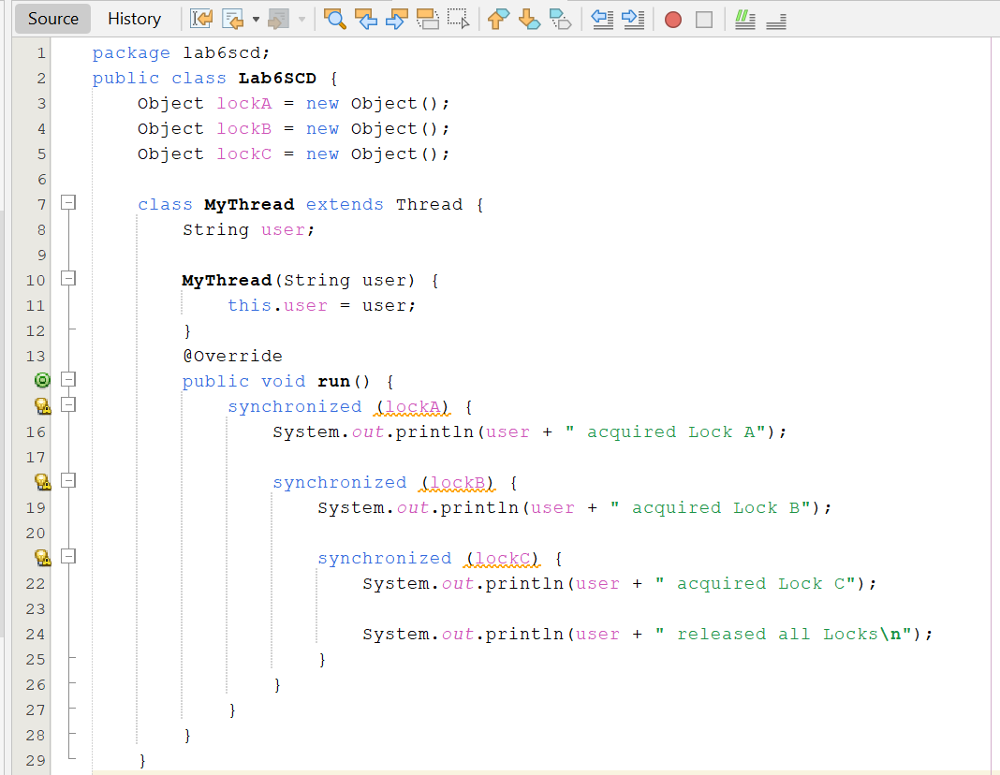 Source History
1 package lab6scd;
2 public class Lab6SCD {
3 Object lockA = new Object();
4 Object lockB = new Object();
5 Object lockC = new Object();
6
7 class MyThread extends Thread {
8 String user;
9
10 MyThread(String user) {
11 this.user = user;
12 }
13 @Override
public void run() {
synchronized (lockA) {
16 System.out.println(user + " acquired Lock A");
17
synchronized (lockB) {
19 System.out.println(user + " acquired Lock B");
20
synchronized (lockC) {
22 System.out.println(user + " acquired Lock C");
23
24 System.out.println(user + " released all Locks\n");
25 }
26 }
27 }
28 }
29 }